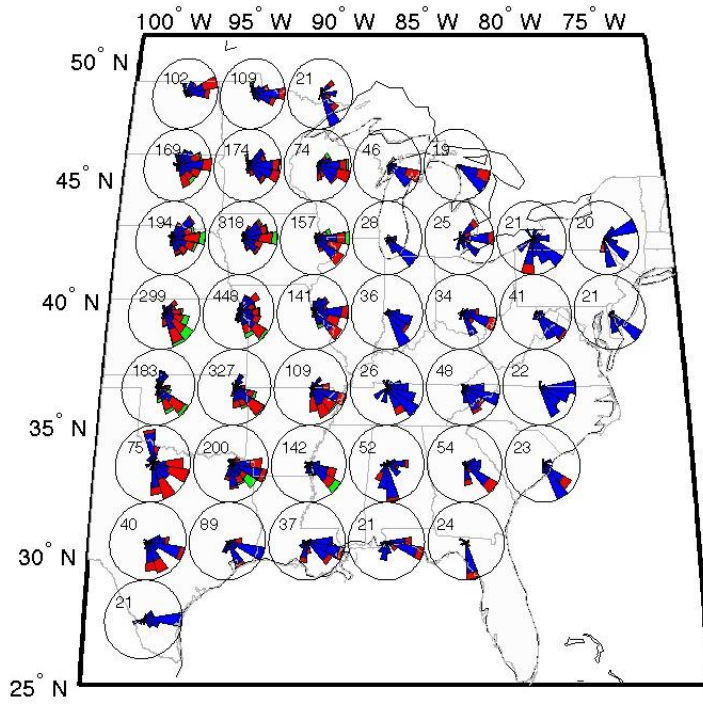 100° W 95° W 90° W 85° W 80° W 75° W
50° N
102 109 21
169 174 74 46 19
45° N
194 318 157 28 25 21 20
40° N
299 448 141 36 34 41 21
183 327 109 26 48 22
35° N
75 200 142 52 54 23
40 89 37 21 24
30° N
21
25° N